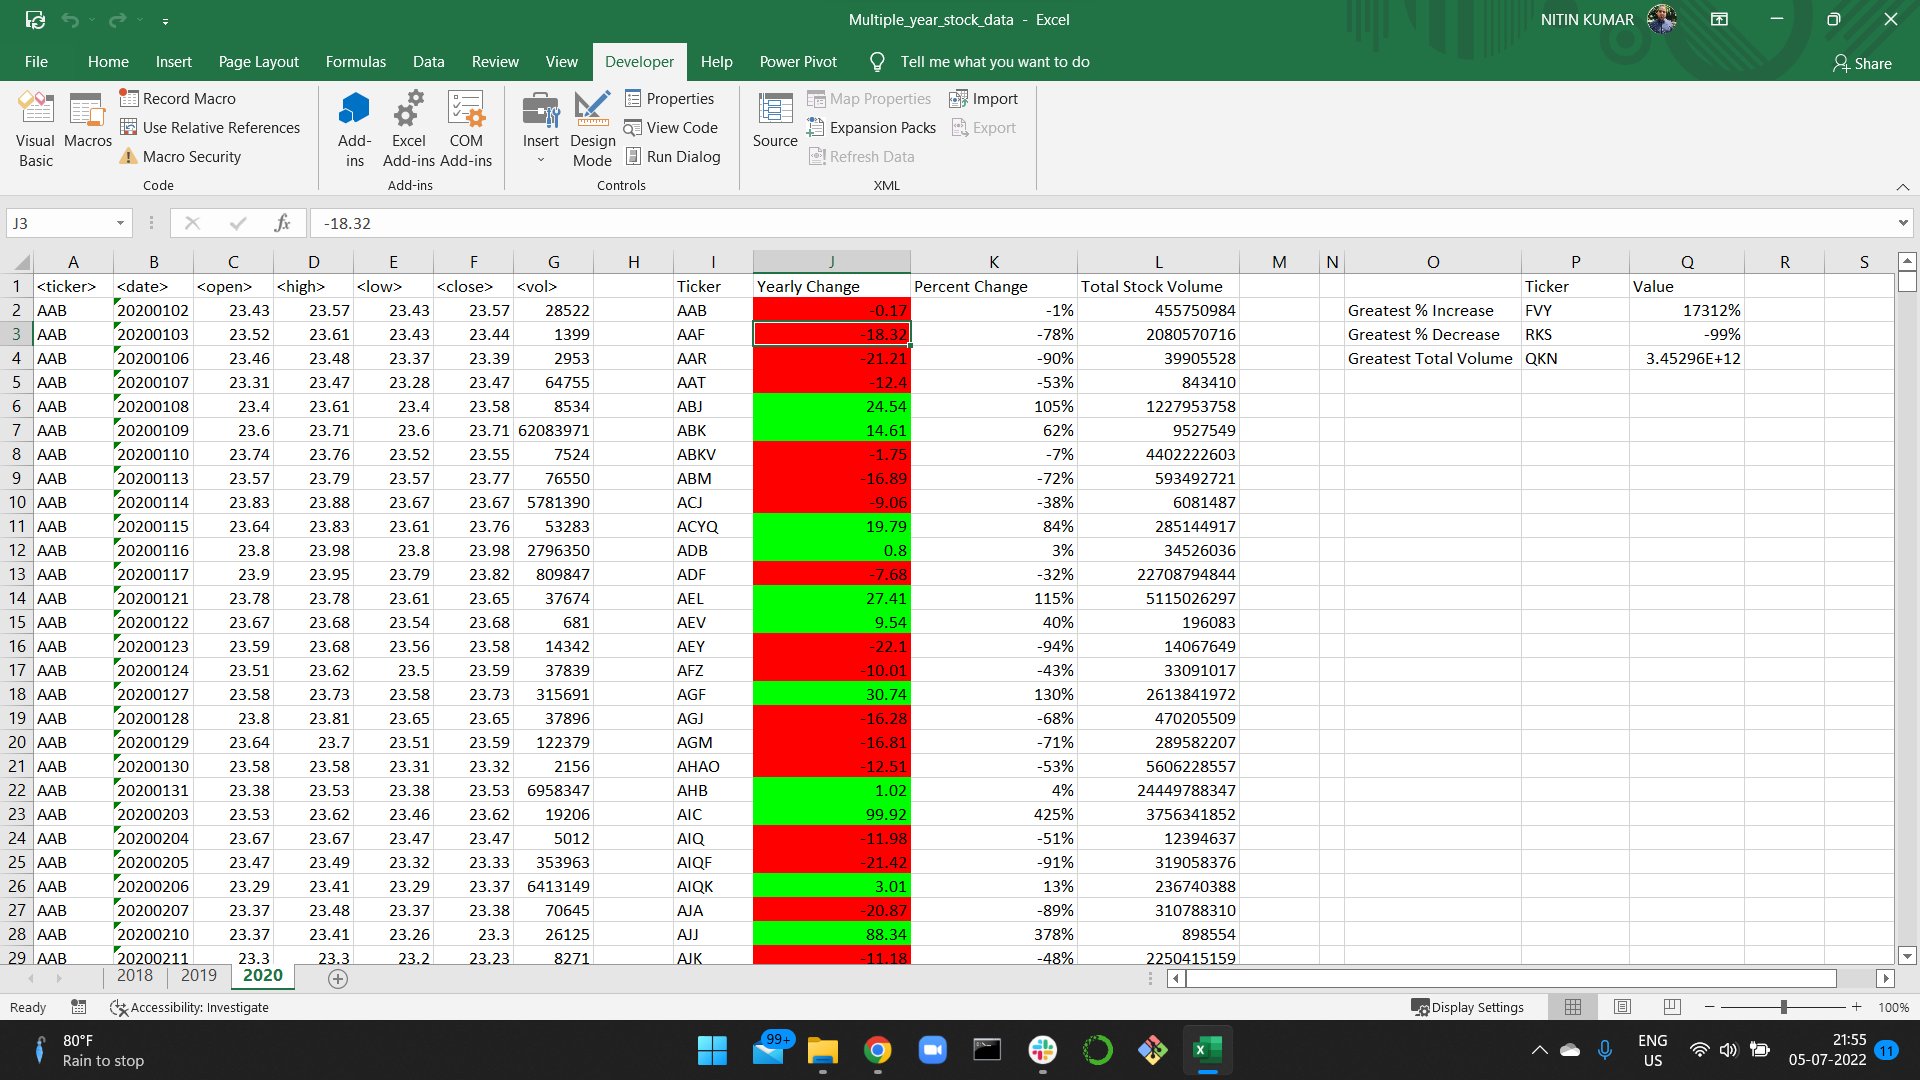 Multiple_year_stock_data - Excel
NITIN KUMAR
File Home Insert Page Layout Formulas Data Review View Developer Help Power Pivot Tell me what you want to do Share
Visual Basic
Macros
Record Macro
Use Relative References
Macro Security
Code
Add-ins
Excel Add-ins
COM Add-ins
Add-ins
Insert
Design Mode
Properties
View Code
Run Dialog
Controls
Source
Map Properties
Expansion Packs
Refresh Data
Import
Export
XML
J3 fx -18.32
A B C D E F G H I J K L M N O P Q R S
1 <ticker> <date> <open> <high> <low> <close> <vol> Ticker Yearly Change Percent Change Total Stock Volume Ticker Value
2 AAB 20200102 23.43 23.57 23.43 23.57 28522 AAB -0.17 -1% 455750984 Greatest % Increase FVY 17312%
3 AAB 20200103 23.52 23.61 23.43 23.44 1399 AAF -18.32 -78% 2080570716 Greatest % Decrease RKS -99%
4 AAB 20200106 23.46 23.48 23.37 23.39 2953 AAR -21.21 -90% 39905528 Greatest Total Volume QKN 3.45296E+12
5 AAB 20200107 23.31 23.47 23.28 23.47 64755 AAT -12.4 -53% 843410
6 AAB 20200108 23.4 23.61 23.4 23.58 8534 ABJ 24.54 105% 1227953758
7 AAB 20200109 23.6 23.71 23.6 23.71 62083971 ABK 14.61 62% 9527549
8 AAB 20200110 23.74 23.76 23.52 23.55 7524 ABKV -1.75 -7% 4402222603
9 AAB 20200113 23.57 23.79 23.57 23.77 76550 ABM -16.89 -72% 593492721
10 AAB 20200114 23.83 23.88 23.67 23.67 5781390 ACJ -9.06 -38% 6081487
11 AAB 20200115 23.64 23.83 23.61 23.76 53283 ACYQ 19.79 84% 285144917
12 AAB 20200116 23.8 23.98 23.8 23.98 2796350 ADB 0.8 3% 34526036
13 AAB 20200117 23.9 23.95 23.79 23.82 809847 ADF -7.68 -32% 22708794844
14 AAB 20200121 23.78 23.78 23.61 23.65 37674 AEL 27.41 115% 5115026297
15 AAB 20200122 23.67 23.68 23.54 23.68 681 AEV 9.54 40% 196083
16 AAB 20200123 23.59 23.68 23.56 23.58 14342 AEY -22.1 -94% 14067649
17 AAB 20200124 23.51 23.62 23.5 23.59 37839 AFZ -10.01 -43% 33091017
18 AAB 20200127 23.58 23.73 23.58 23.73 315691 AGF 30.74 130% 2613841972
19 AAB 20200128 23.8 23.81 23.65 23.65 37896 AGJ -16.28 -68% 470205509
20 AAB 20200129 23.64 23.7 23.51 23.59 122379 AGM -16.81 -71% 289582207
21 AAB 20200130 23.58 23.58 23.31 23.32 2156 AHAO -12.51 -53% 5606228557
22 AAB 20200131 23.38 23.53 23.38 23.53 6958347 AHB 1.02 4% 24449788347
23 AAB 20200203 23.53 23.62 23.46 23.62 19206 AIC 99.92 425% 3756341852
24 AAB 20200204 23.67 23.67 23.47 23.47 5012 AIQ -11.98 -51% 12394637
25 AAB 20200205 23.47 23.49 23.32 23.33 353963 AIQF -21.42 -91% 319058376
26 AAB 20200206 23.29 23.41 23.29 23.37 6413149 AIQK 3.01 13% 236740388
27 AAB 20200207 23.37 23.48 23.37 23.38 70645 AJA -20.87 -89% 310788310
28 AAB 20200210 23.37 23.41 23.26 23.3 26125 AJJ 88.34 378% 898554
29 AAB 20200211 23.3 23.3 23.2 23.23 8271 AJK -11.18 -48% 2250415159
2018 2019 2020
Ready Accessibility: Investigate Display Settings 100%
80°F
Rain to stop
99+
ENG
US
21:55
05-07-2022
11